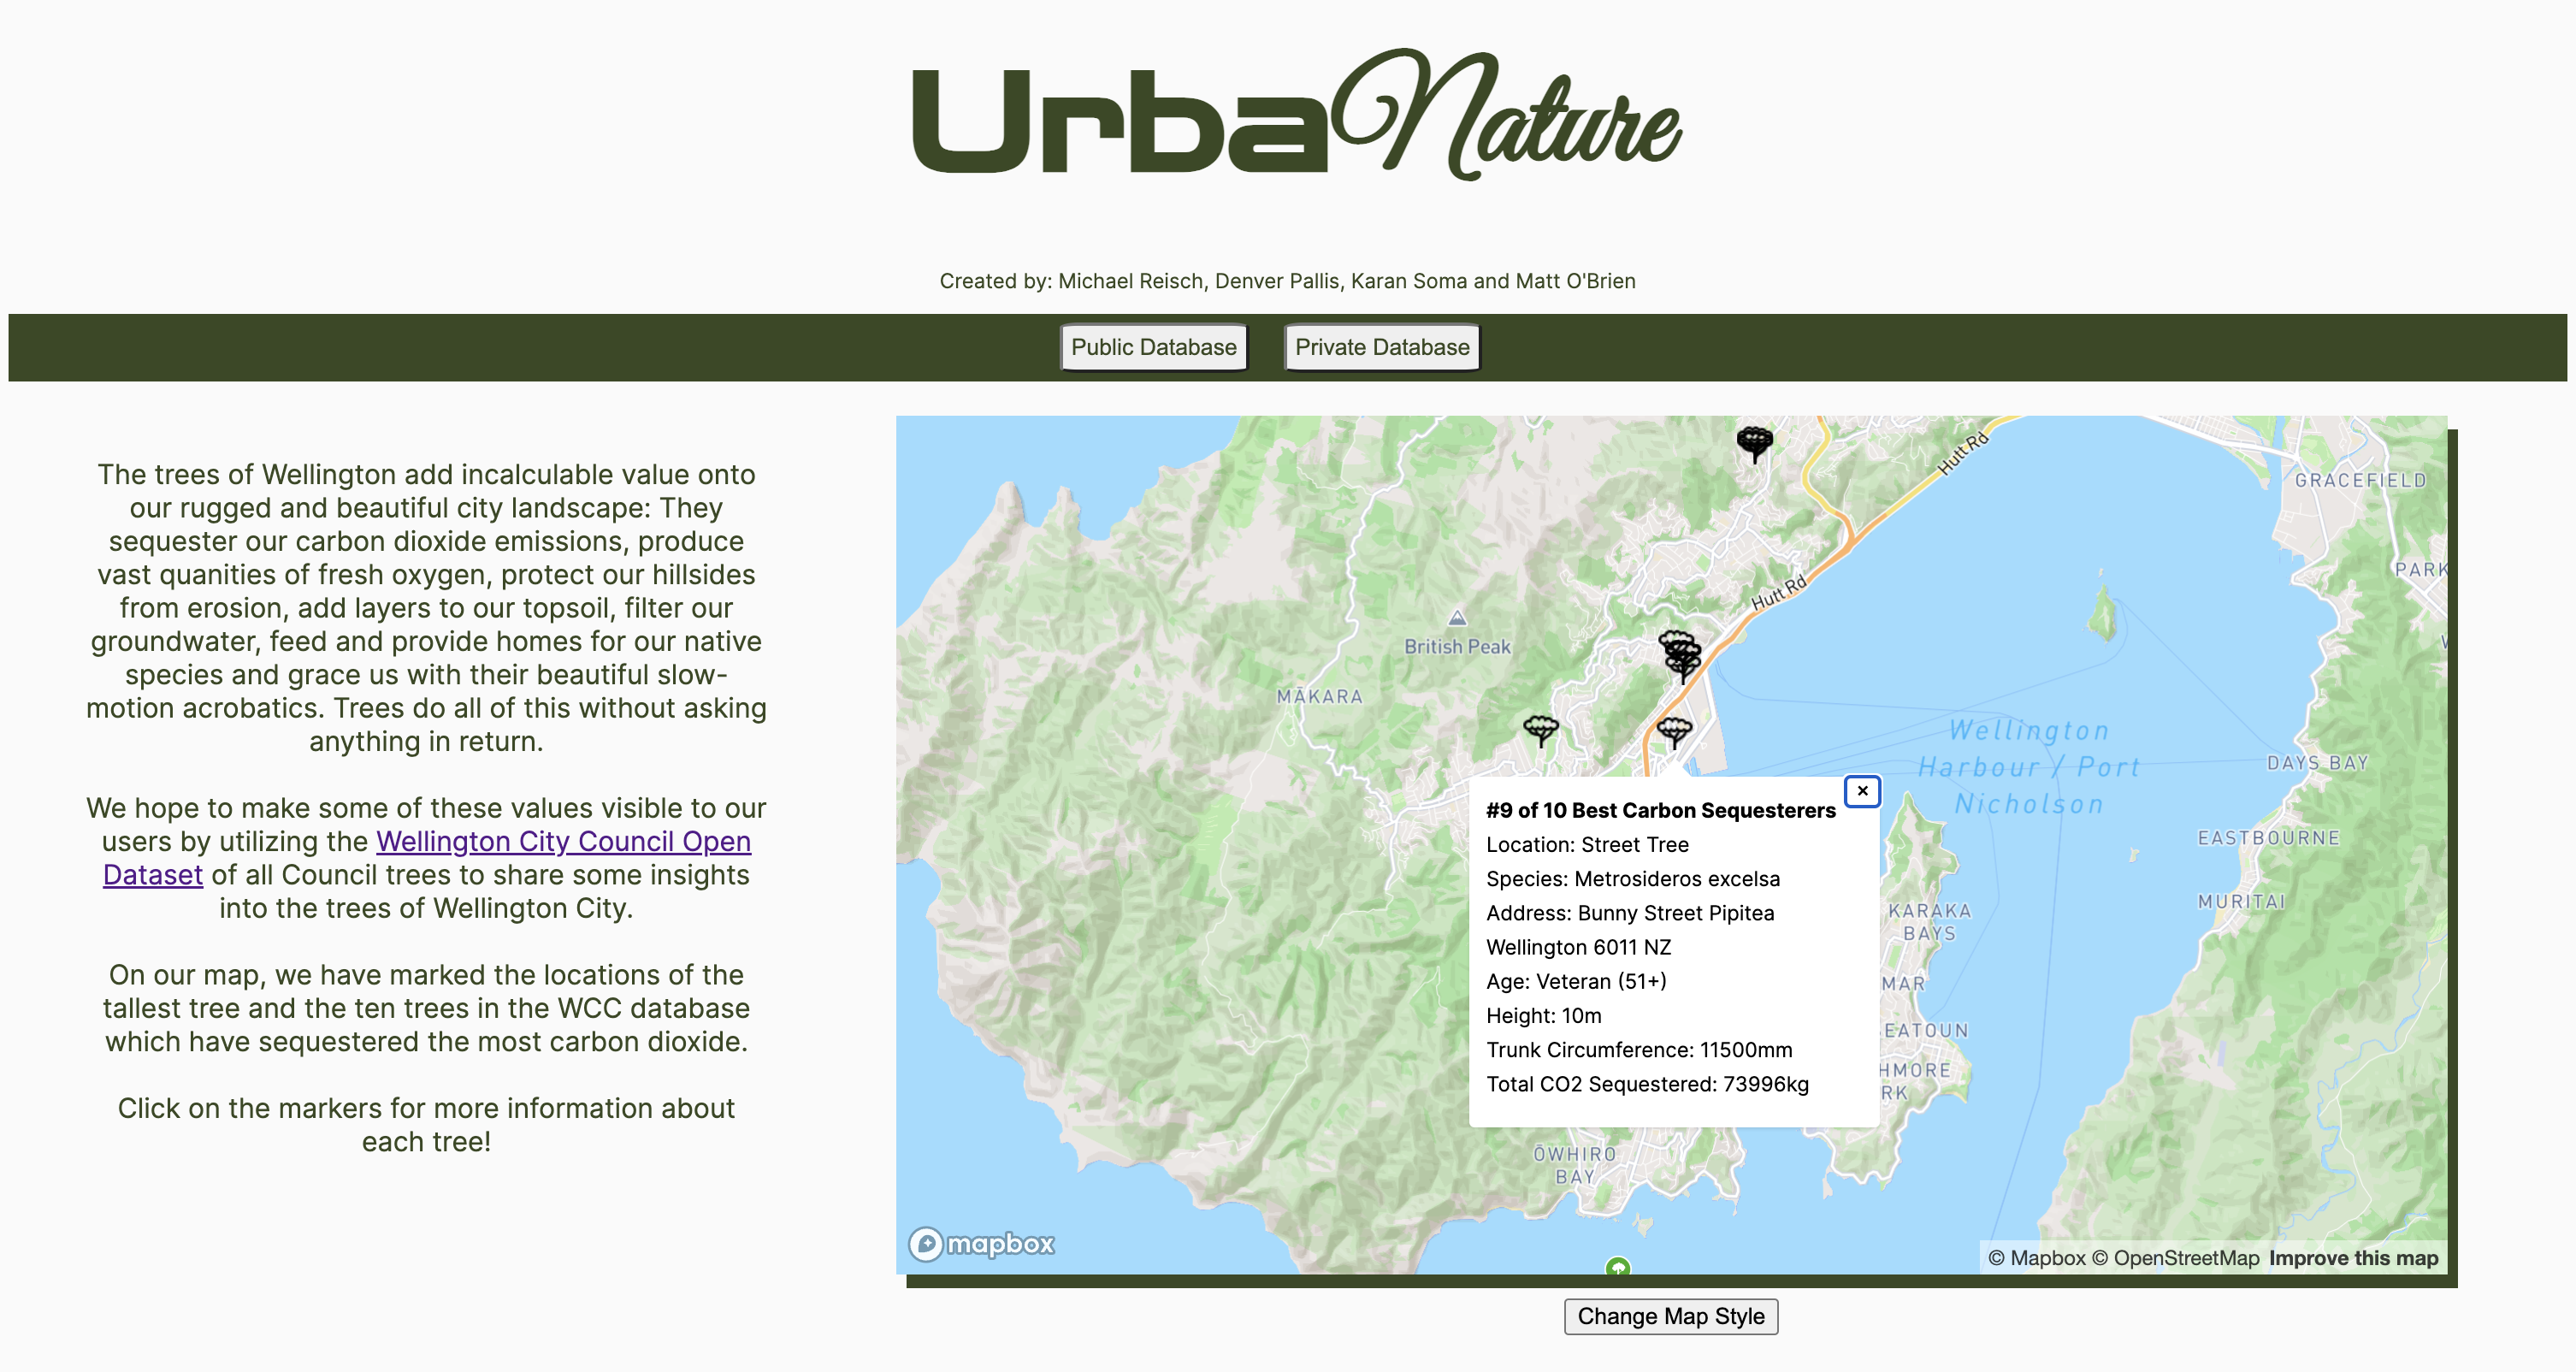 UrbaNature
Created by: Michael Reisch, Denver Pallis, Karan Soma and Matt O'Brien
Public Database
Private Database
The trees of Wellington add incalculable value onto
our rugged and beautiful city landscape: They
sequester our carbon dioxide emissions, produce
vast quanities of fresh oxygen, protect our hillsides
from erosion, add layers to our topsoil, filter our
groundwater, feed and provide homes for our native
species and grace us with their beautiful slow-
motion acrobatics. Trees do all of this without asking
anything in return.
We hope to make some of these values visible to our
users by utilizing the Wellington City Council Open
Dataset of all Council trees to share some insights
into the trees of Wellington City.
On our map, we have marked the locations of the
tallest tree and the ten trees in the WCC database
which have sequestered the most carbon dioxide.
Click on the markers for more information about
each tree!
Hutt Rd
GRACEFIELD
PARK
Hutt Rd
British Peak
MĀKARA
Wellington
Harbour / Port
Nicholson
DAYS BAY
EASTBOURNE
MURITAI
KARAKA
BAYS
MAR
EATOUN
HMORE
RK
ŌWHIRO
BAY
#9 of 10 Best Carbon Sequesterers
×
Location: Street Tree
Species: Metrosideros excelsa
Address: Bunny Street Pipitea
Wellington 6011 NZ
Age: Veteran (51+)
Height: 10m
Trunk Circumference: 11500mm
Total CO2 Sequestered: 73996kg
mapbox
© Mapbox © OpenStreetMap Improve this map
Change Map Style